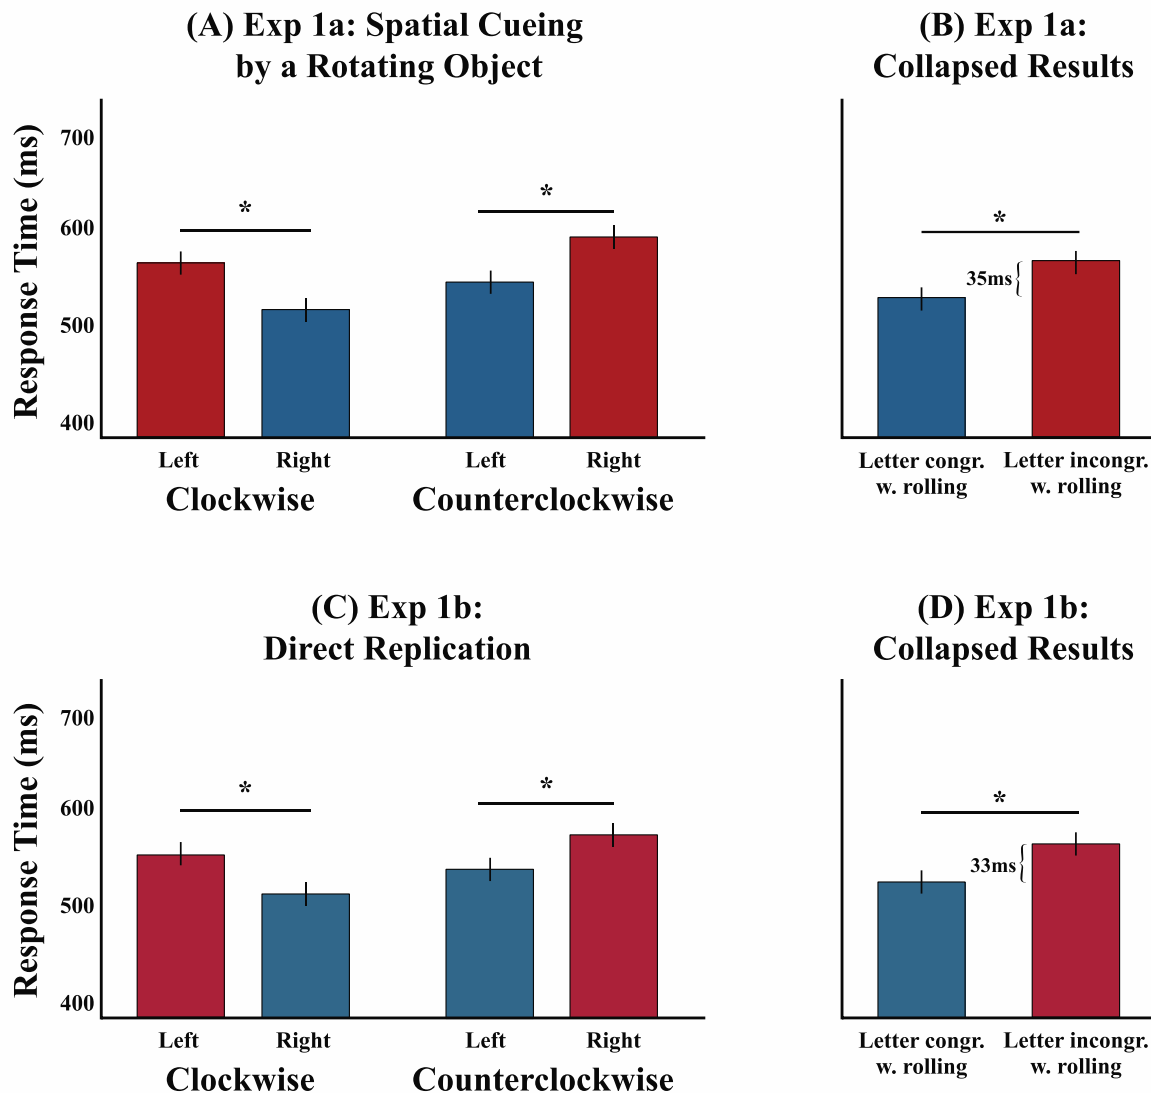 (A) Exp 1a: Spatial Cueing
by a Rotating Object
Response Time (ms)
700
600
500
400
*
*
Left
Right
Left
Right
Clockwise
Counterclockwise
(B) Exp 1a:
Collapsed Results
*
35ms
Letter congr.
w. rolling
Letter incongr.
w. rolling
(C) Exp 1b:
Direct Replication
Response Time (ms)
700
600
500
400
*
*
Left
Right
Left
Right
Clockwise
Counterclockwise
(D) Exp 1b:
Collapsed Results
*
33ms
Letter congr.
w. rolling
Letter incongr.
w. rolling